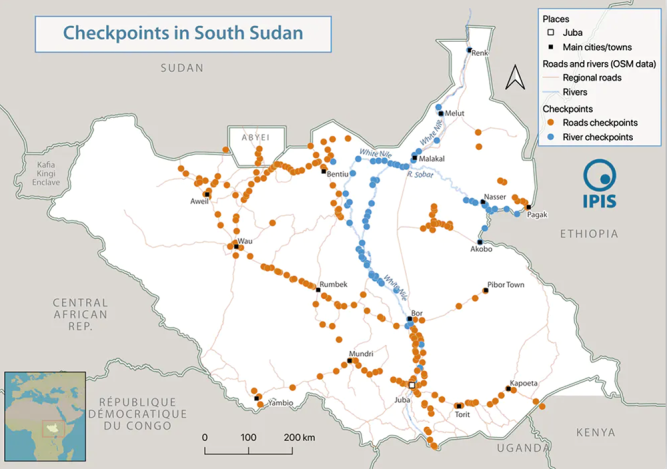 Checkpoints in South Sudan
Places
Juba
Main cities/towns
Roads and rivers (OSM data)
Regional roads
Rivers
Checkpoints
Roads checkpoints
River checkpoints
SUDAN
Renk
ABYEI
Melut
White Nile
White Nile
Malakal
Kafia
Kingi
Enclave
Bentiu
R. Sobat
IPIS
Aweil
Nasser
Pagak
ETHIOPIA
Wau
Akobo
White Nile
Rumbek
Pibor Town
CENTRAL
AFRICAN
REP.
Bor
Mundri
Kapoeta
RÉPUBLIQUE
DÉMOCRATIQUE
DU CONGO
Yambio
Juba
Torit
KENYA
UGANDA
0 100 200 km